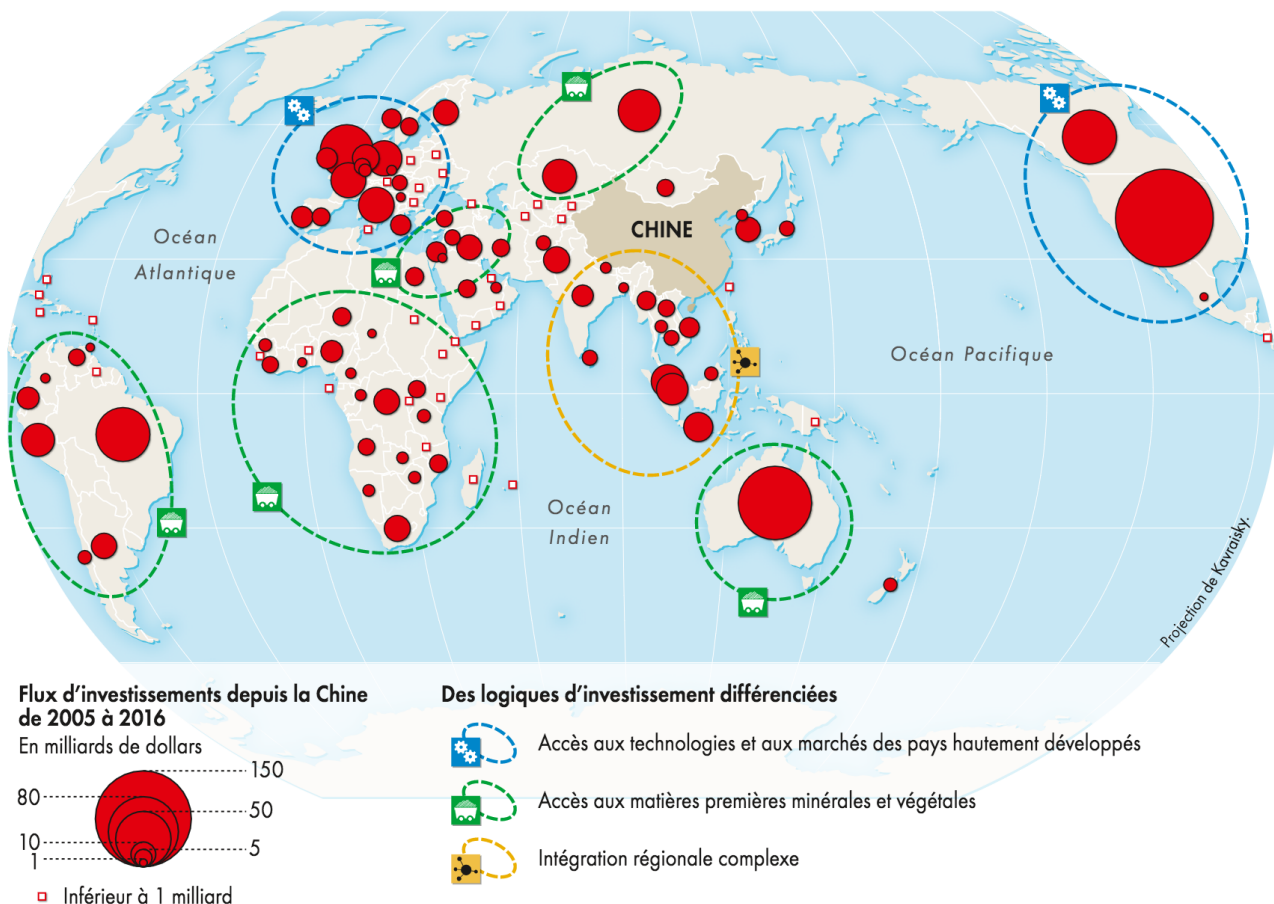 CHINE
Océan
Atlantique
Océan Pacifique
Océan
Indien
Projection de Kavraisky.
Flux d'investissements depuis la Chine
de 2005 à 2016
En milliards de dollars
150
80
50
10
5
1
Inférieur à 1 milliard
Des logiques d'investissement différenciées
Accès aux technologies et aux marchés des pays hautement développés
Accès aux matières premières minérales et végétales
Intégration régionale complexe